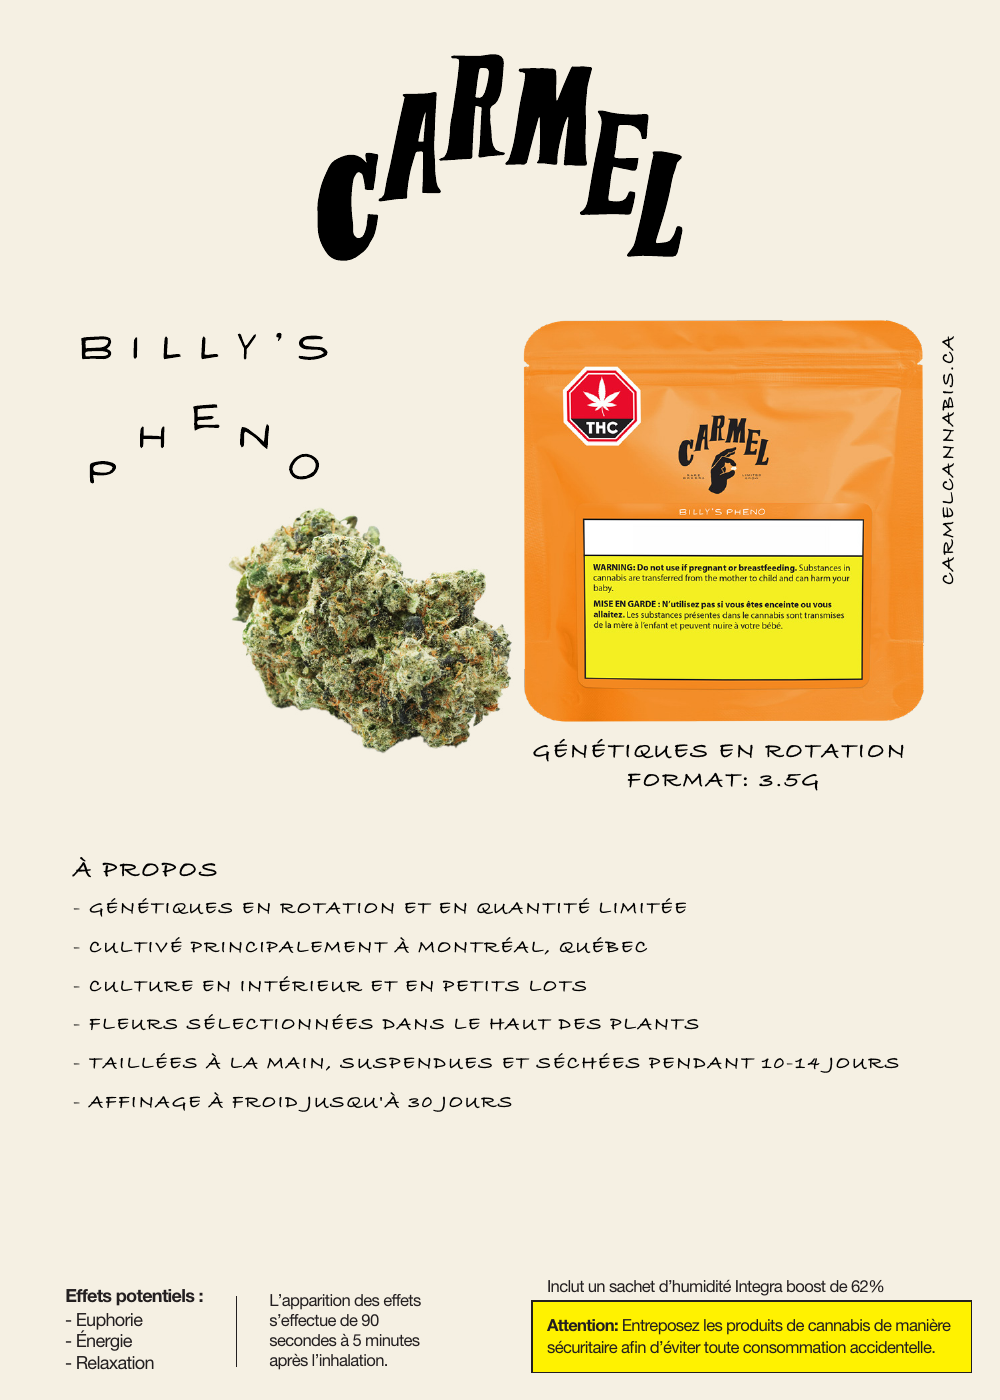 CARMEL
BILLY'S
PHENO
THC
CARMEL
BILLY'S PHENO
WARNING: Do not use if pregnant or breastfeeding. Substances in
cannabis are transferred from the mother to child and can harm your
baby.
MISE EN GARDE : N'utilisez pas si vous êtes enceinte ou vous
allaitez. Les substances présentes dans le cannabis sont transmises
de la mère à l'enfant et peuvent nuire à votre bébé.
CARMELCANNABIS.CA
GÉNÉTIQUES EN ROTATION
FORMAT: 3.5G
À PROPOS
- GÉNÉTIQUES EN ROTATION ET EN QUANTITÉ LIMITÉE
- CULTIVÉ PRINCIPALEMENT À MONTRÉAL, QUÉBEC
- CULTURE EN INTÉRIEUR ET EN PETITS LOTS
- FLEURS SÉLECTIONNÉES DANS LE HAUT DES PLANTS
- TAILLÉES À LA MAIN, SUSPENDUES ET SÉCHÉES PENDANT 10-14 JOURS
- AFFINAGE À FROID JUSQU'À 30 JOURS
Effets potentiels :
- Euphorie
- Énergie
- Relaxation
L'apparition des effets
s'effectue de 90
secondes à 5 minutes
après l'inhalation.
Inclut un sachet d'humidité Integra boost de 62%
Attention: Entreposez les produits de cannabis de manière
sécuritaire afin d'éviter toute consommation accidentelle.